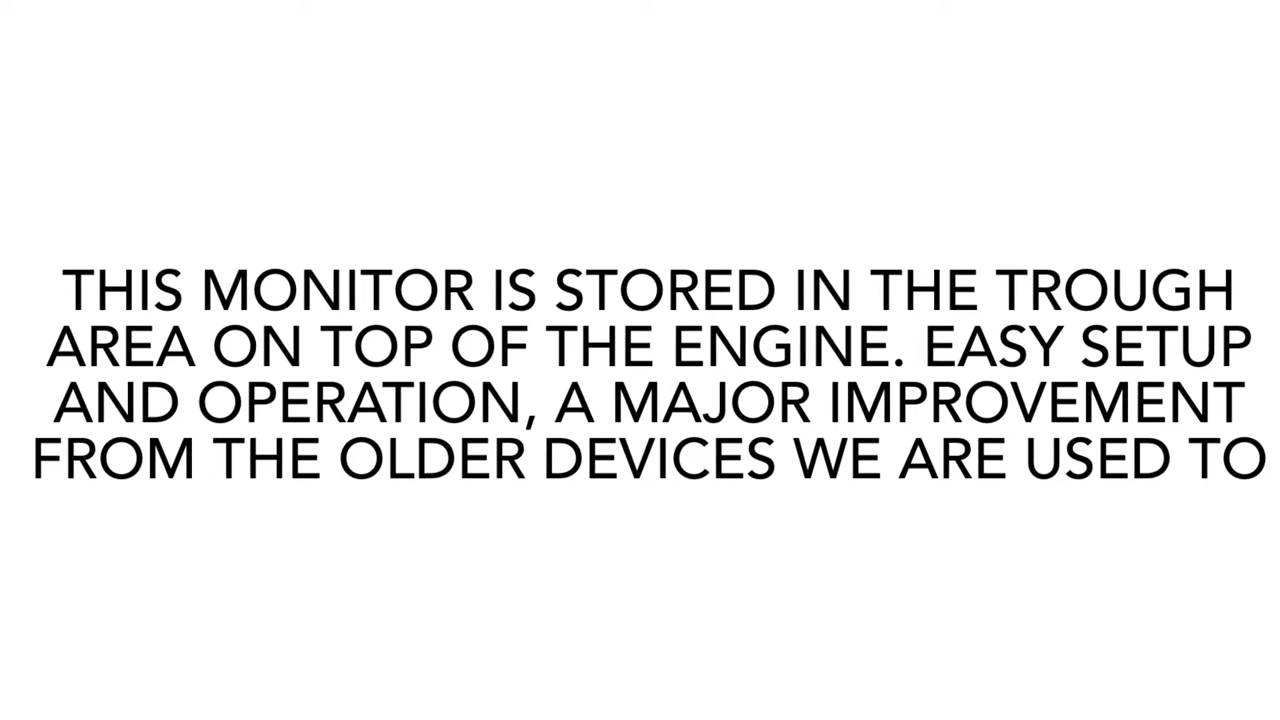 THIS MONITOR IS STORED IN THE TROUGH
AREA ON TOP OF THE ENGINE. EASY SETUP
AND OPERATION, A MAJOR IMPROVEMENT
FROM THE OLDER DEVICES WE ARE USED TO